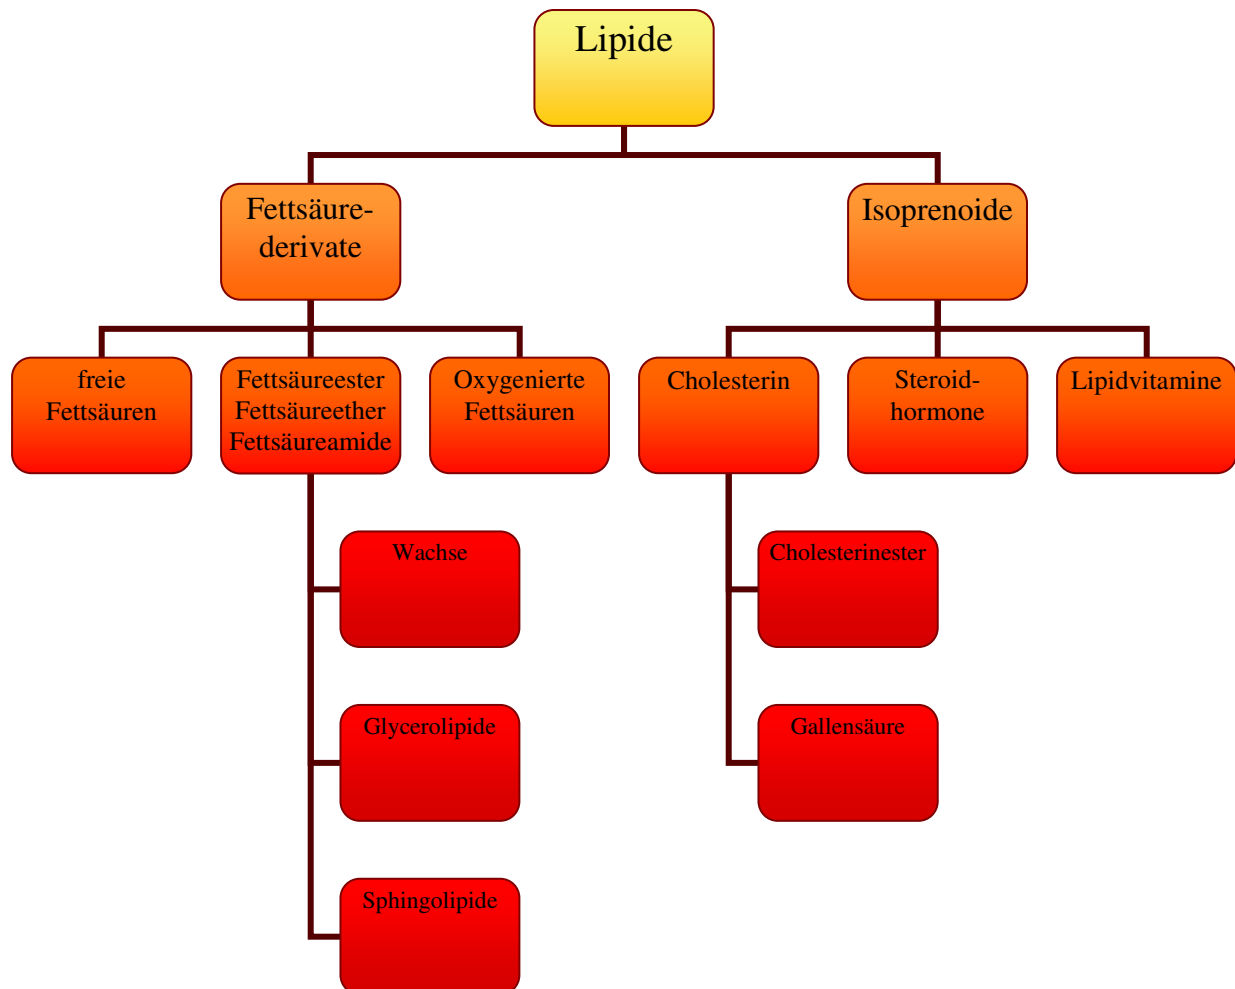 Lipide
Fettsäure-
derivate
Isoprenoide
freie
Fettsäuren
Fettsäureester
Fettsäureether
Fettsäureamide
Oxygenierte
Fettsäuren
Cholesterin
Steroid-
hormone
Lipidvitamine
Wachse
Cholesterinester
Glycerolipide
Gallensäure
Sphingolipide